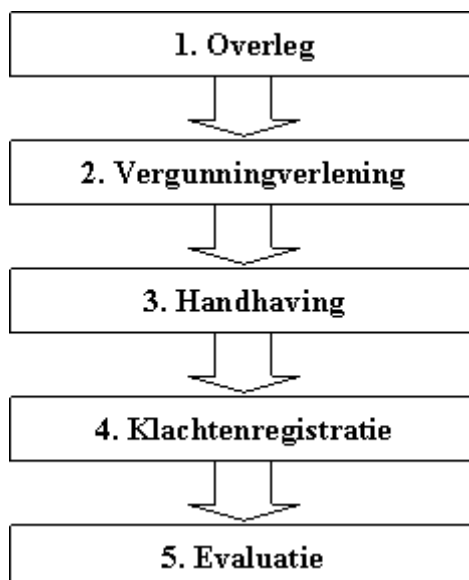 1. Overleg
2. Vergunningverlening
3. Handhaving
4. Klachtenregistratie
5. Evaluatie